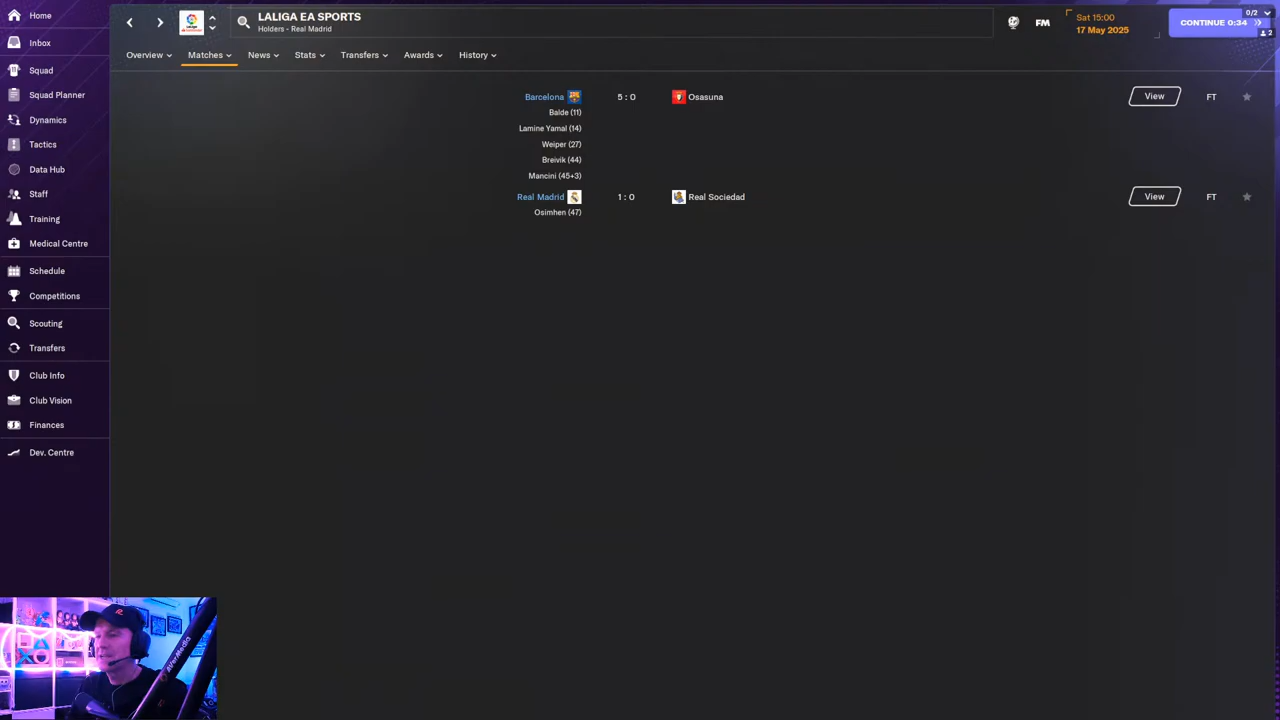 Home
Inbox
Squad
Squad Planner
Dynamics
Tactics
Data Hub
Staff
Training
Medical Centre
Schedule
Competitions
Scouting
Transfers
Club Info
Club Vision
Finances
Dev. Centre
LALIGA EA SPORTS
Holders - Real Madrid
FM
Sat 15:00
17 May 2025
0/2
CONTINUE 0:34
2
Overview Matches News Stats Transfers Awards History
Barcelona 5 : 0 Osasuna View FT
Balde (11)
Lamine Yamal (14)
Weiper (27)
Breivik (44)
Mancini (45+3)
Real Madrid 1 : 0 Real Sociedad View FT
Osimhen (47)
AVerMedia